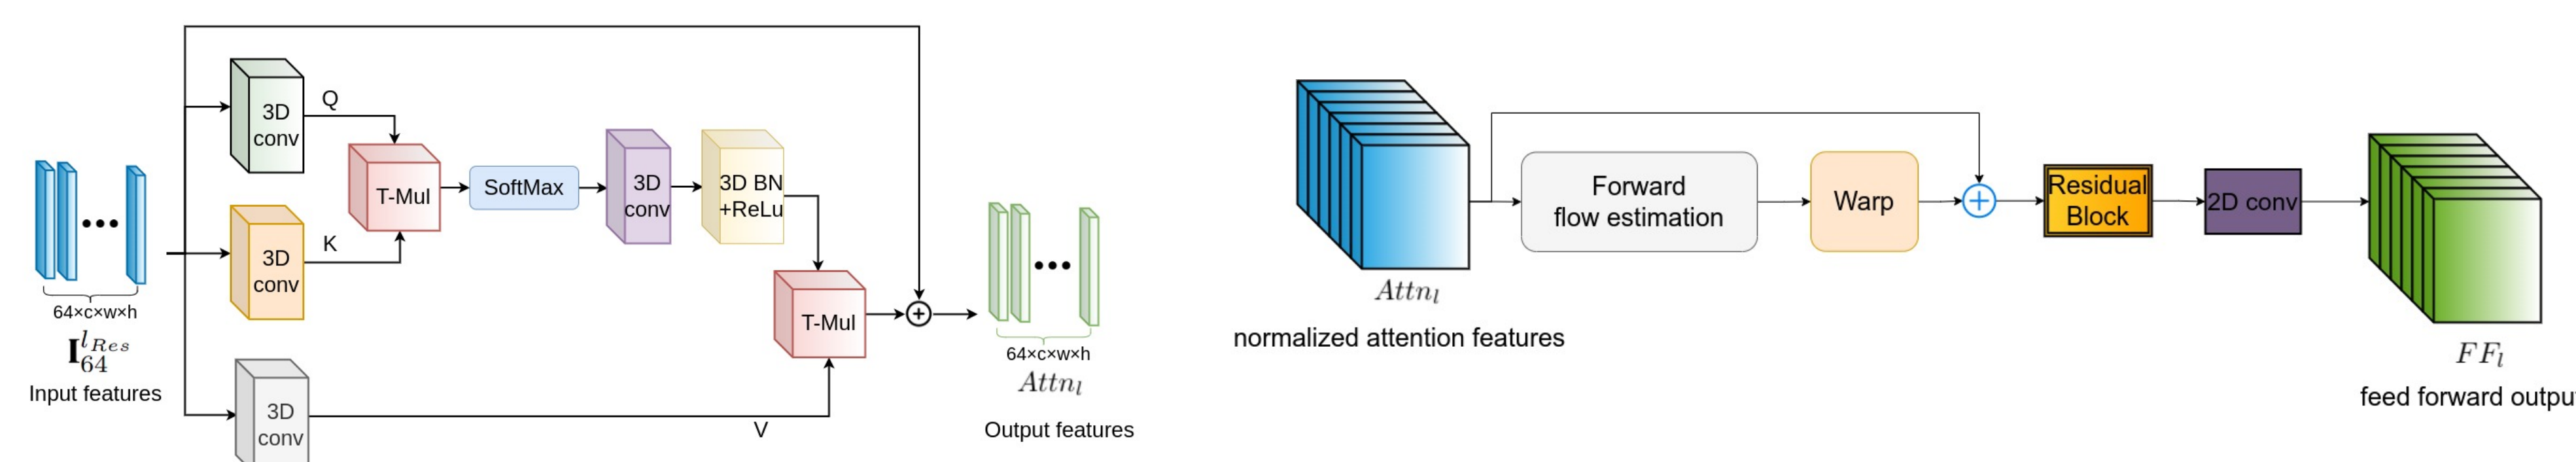 3D
conv
Q
3D
conv
K
3D
conv
V
T-Mul
SoftMax
3D
conv
3D BN
+ReLu
T-Mul
+
64×c×w×h
I_{64}^{l_{Res}}
Input features
64×c×w×h
Attn_l
Output features
Attn_l
normalized attention features
Forward
flow estimation
Warp
+
Residual
Block
2D conv
FF_l
feed forward outpu